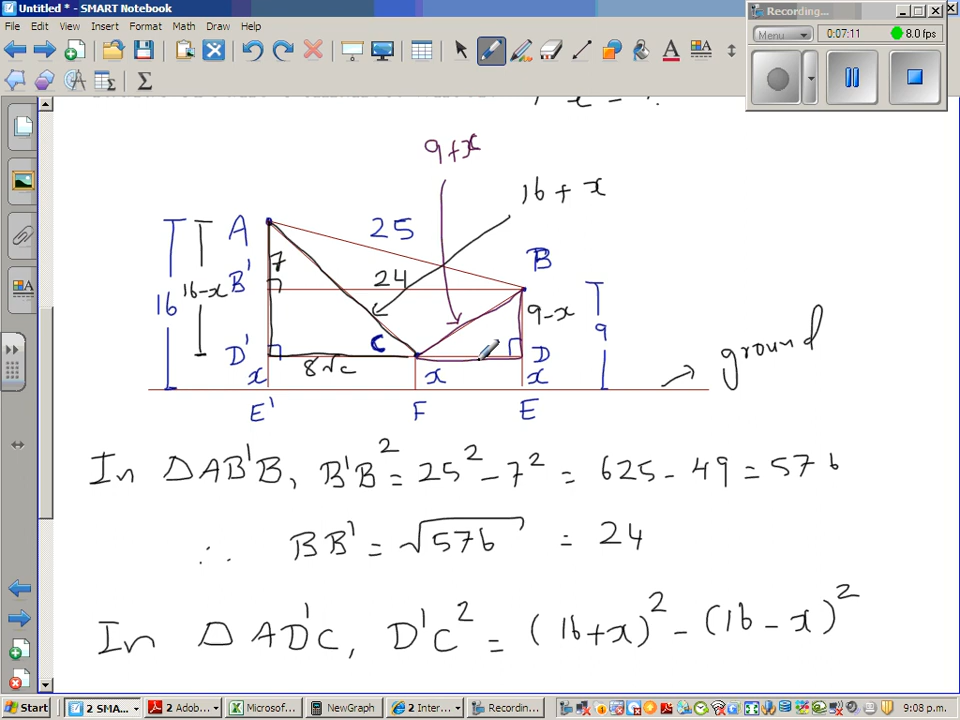 Untitled * - SMART Notebook
File Edit View Insert Format Math Draw Help
Recording...
Menu 0:07:11 8.0 fps
9+x
16 + x
A 25
7
B' 24 B
16 16-x 9-x 9
D' C D
8√x
x x x
E' F E
ground
In △AB'B, B'B² = 25² - 7² = 625 - 49 = 576
∴ BB' = √576 = 24
In △AD'C, D'C² = (16+x)² - (16-x)²
Start 2 SMA... 2 Adob... Microsof... NewGraph 2 Inter... Recordin... 9:08 p.m.